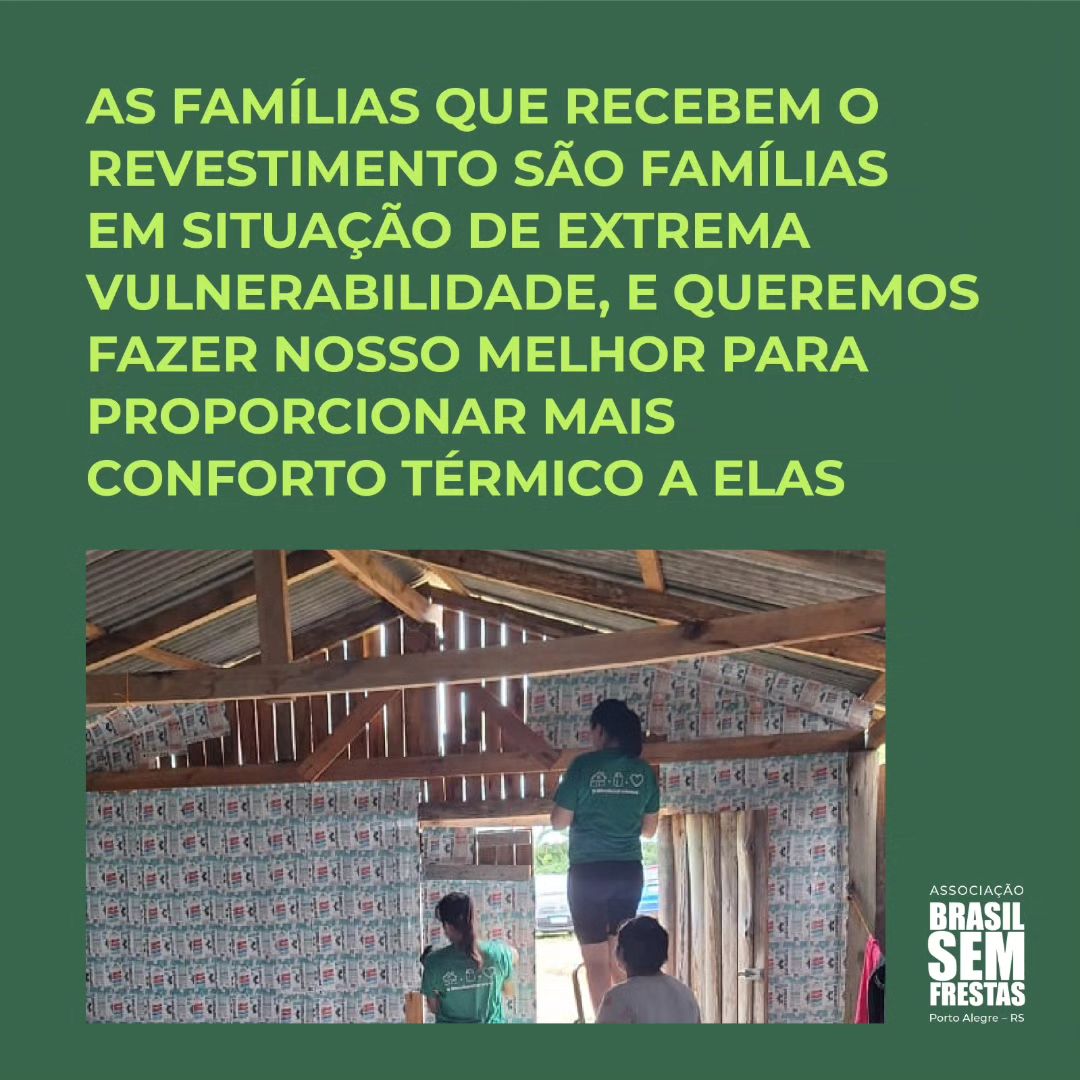 AS FAMÍLIAS QUE RECEBEM O
REVESTIMENTO SÃO FAMÍLIAS
EM SITUAÇÃO DE EXTREMA
VULNERABILIDADE, E QUEREMOS
FAZER NOSSO MELHOR PARA
PROPORCIONAR MAIS
CONFORTO TÉRMICO A ELAS
ASSOCIAÇÃO
BRASIL
SEM
FRESTAS
Porto Alegre – RS